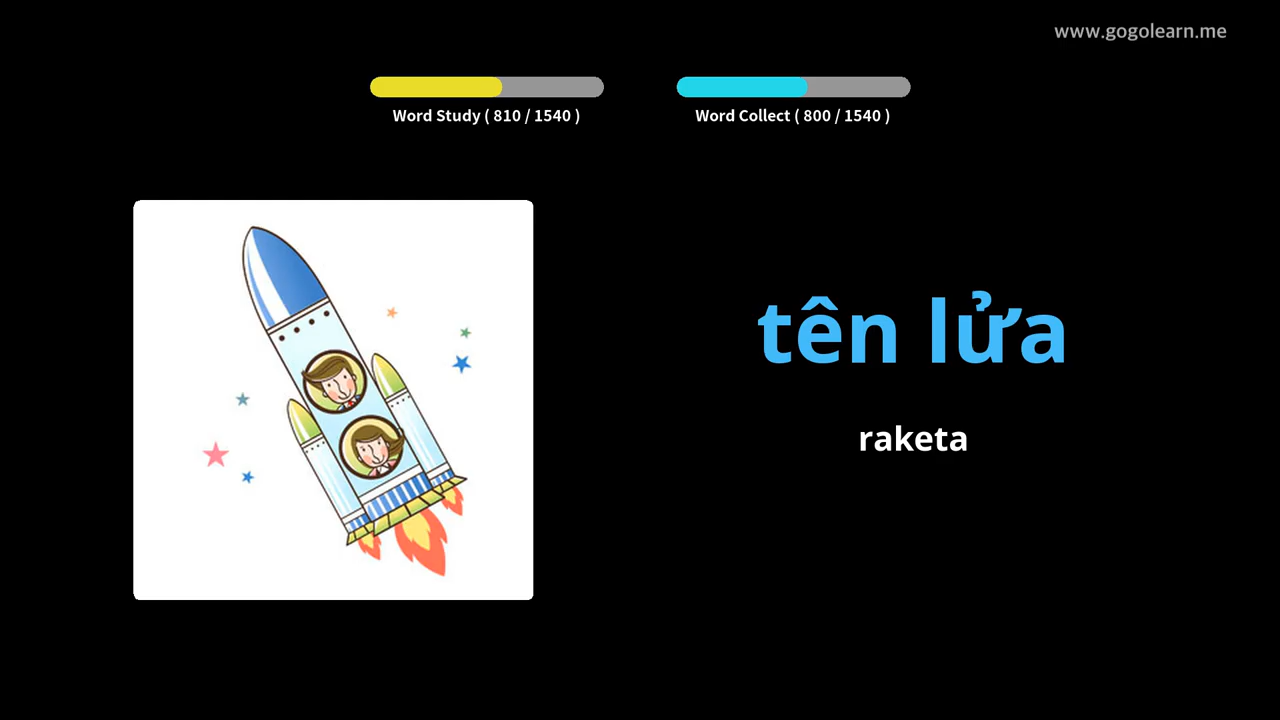 www.gogolearn.me
Word Study ( 810 / 1540 )
Word Collect ( 800 / 1540 )
tên lửa
raketa